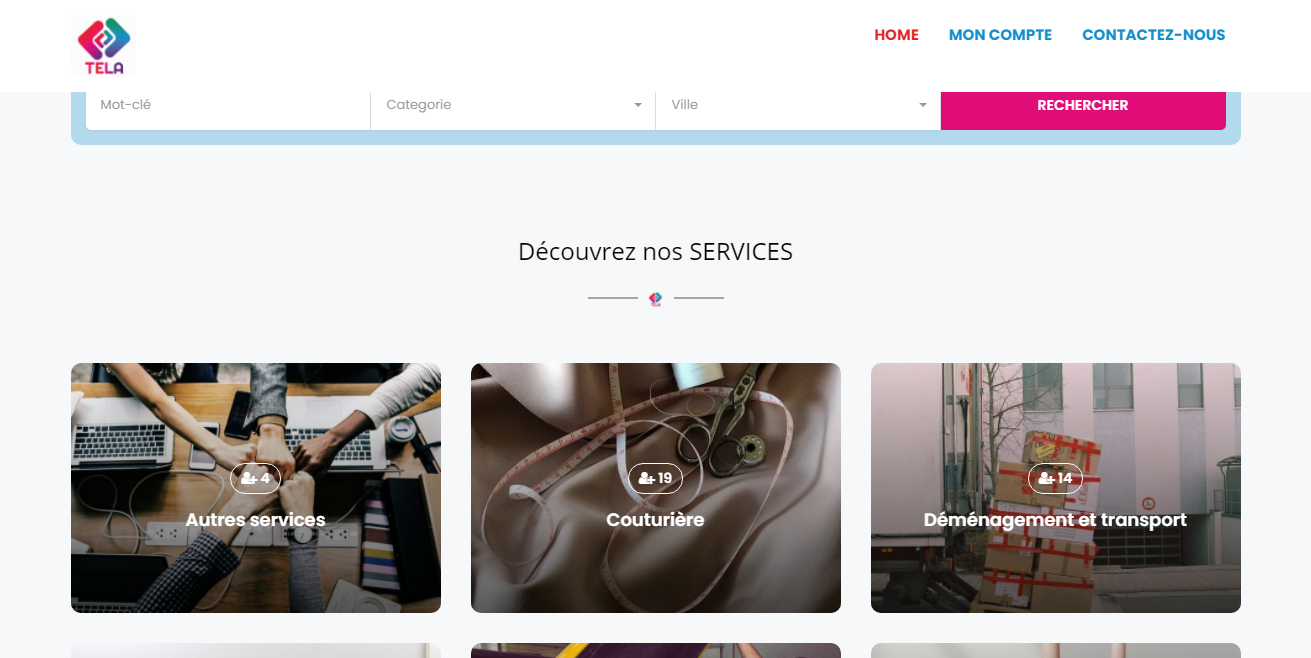 TELA
HOME MON COMPTE CONTACTEZ-NOUS
Mot-clé Categorie Ville RECHERCHER
Découvrez nos SERVICES
TELA
4 19 14
Autres services Couturière Déménagement et transport